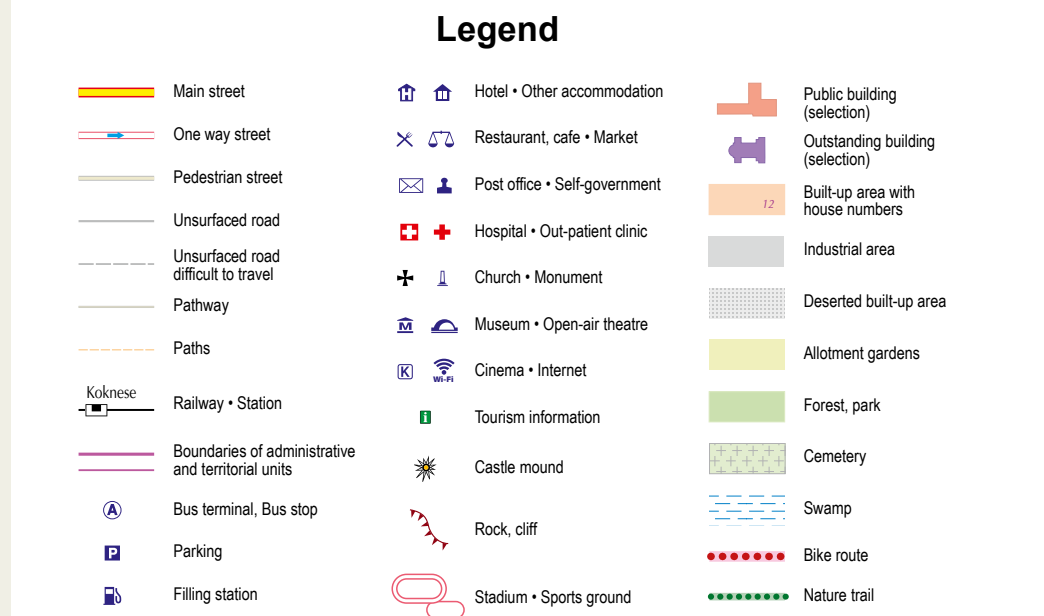 Legend
Main street
One way street
Pedestrian street
Unsurfaced road
Unsurfaced road
difficult to travel
Pathway
Paths
Koknese
Railway • Station
Boundaries of administrative
and territorial units
A
Bus terminal, Bus stop
P
Parking
Filling station
H
Hotel • Other accommodation
Restaurant, cafe • Market
Post office • Self-government
Hospital • Out-patient clinic
Church • Monument
M
Museum • Open-air theatre
K
Wi-Fi
Cinema • Internet
i
Tourism information
Castle mound
Rock, cliff
Stadium • Sports ground
Public building
(selection)
Outstanding building
(selection)
12
Built-up area with
house numbers
Industrial area
Deserted built-up area
Allotment gardens
Forest, park
Cemetery
Swamp
Bike route
Nature trail